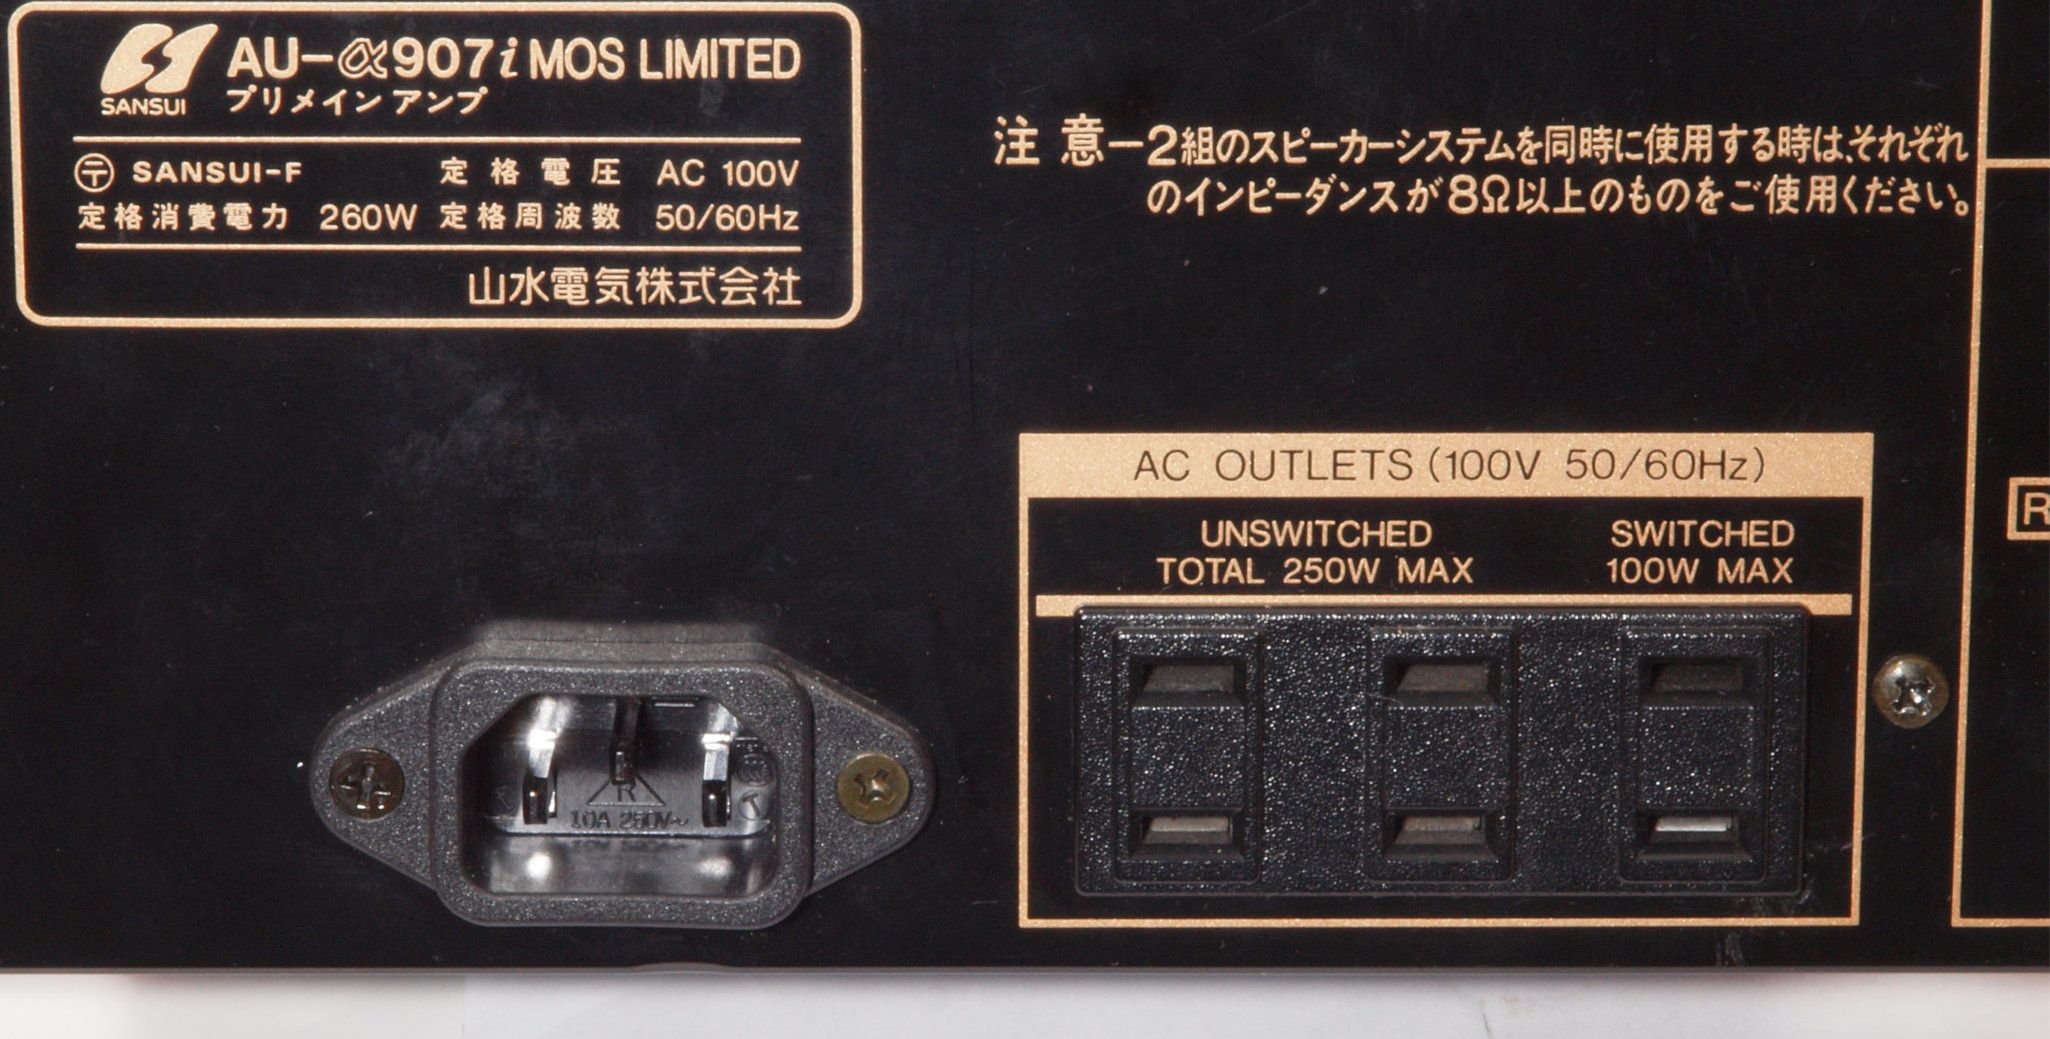 SANSUI
AU-α907i MOS LIMITED
プリメインアンプ
〒 SANSUI-F 定格電圧 AC 100V
定格消費電力 260W 定格周波数 50/60Hz
山水電気株式会社
注意－2組のスピーカーシステムを同時に使用する時は、それぞれ
のインピーダンスが8Ω以上のものをご使用ください。
AC OUTLETS (100V 50/60Hz)
UNSWITCHED
TOTAL 250W MAX
SWITCHED
100W MAX
R
R
10A 250V~